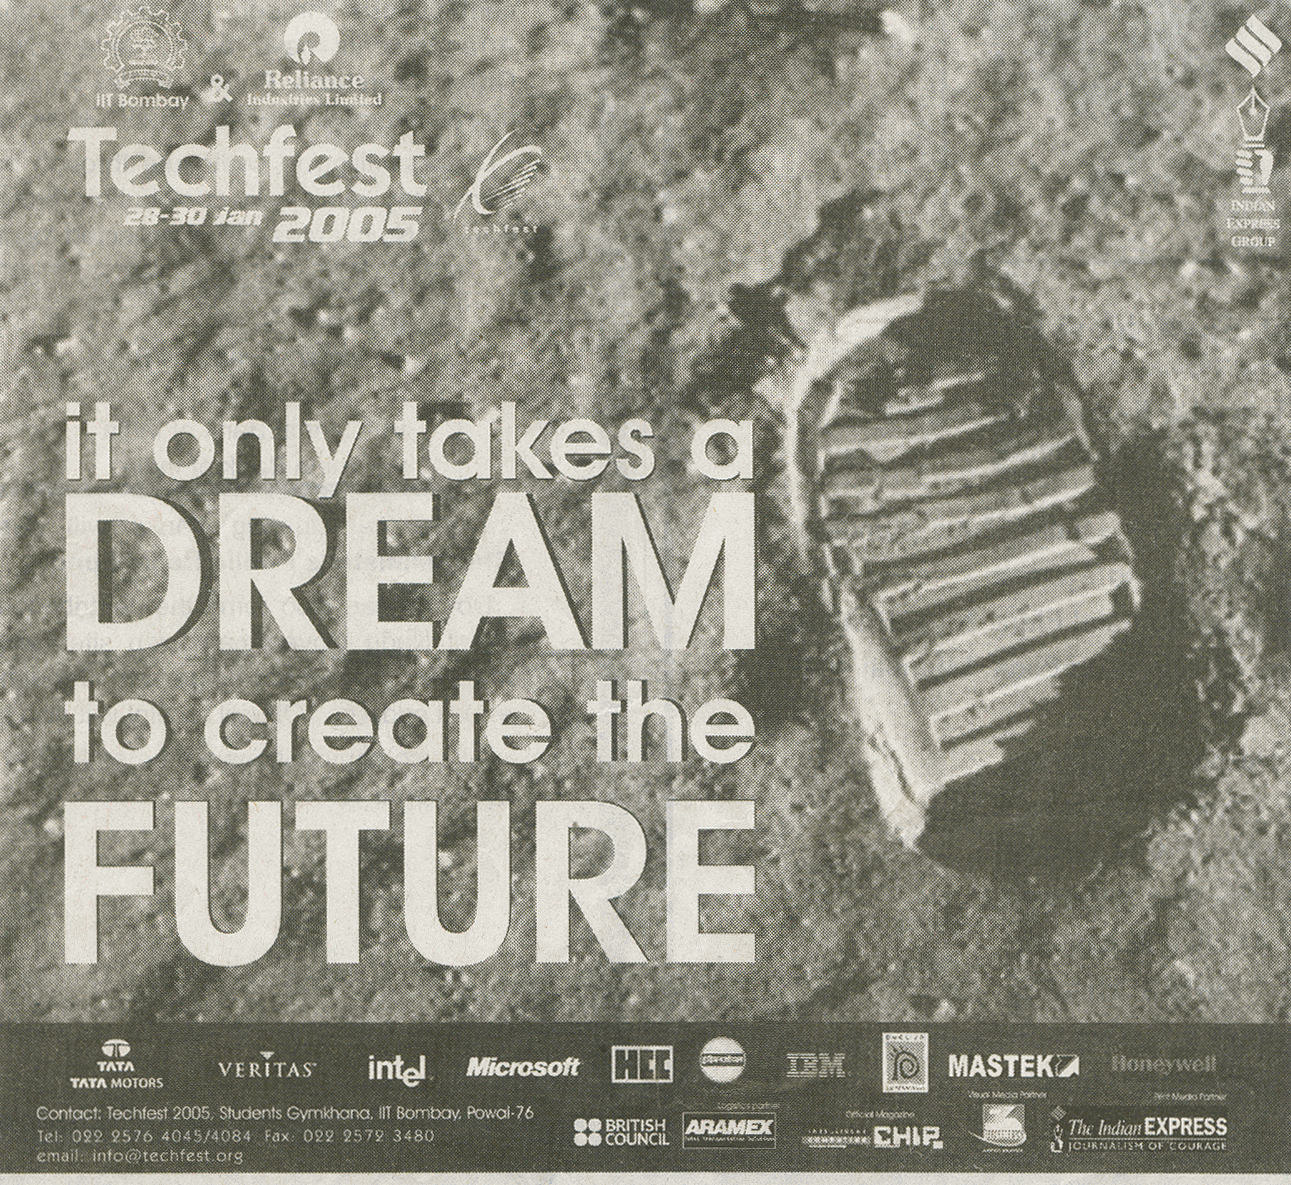 IIT Bombay
&
Reliance
Industries Limited
Techfest
28-30 Jan 2005
techfest
INDIAN
EXPRESS
GROUP
it only takes a
DREAM
to create the
FUTURE
TATA
TATA MOTORS
VERITAS
intel
Microsoft
HCC
IBM
MASTEK
Honeywell
Contact: Techfest 2005, Students Gymkhana, IIT Bombay, Powai-76
Tel: 022 2576 4045/4084 Fax: 022 2572 3480
email: info@techfest.org
BRITISH
COUNCIL
Logistics partner
ARAMEX
Official Magazine
CHIP
Visual Media Partner
Print Media Partner
The Indian EXPRESS
JOURNALISM OF COURAGE